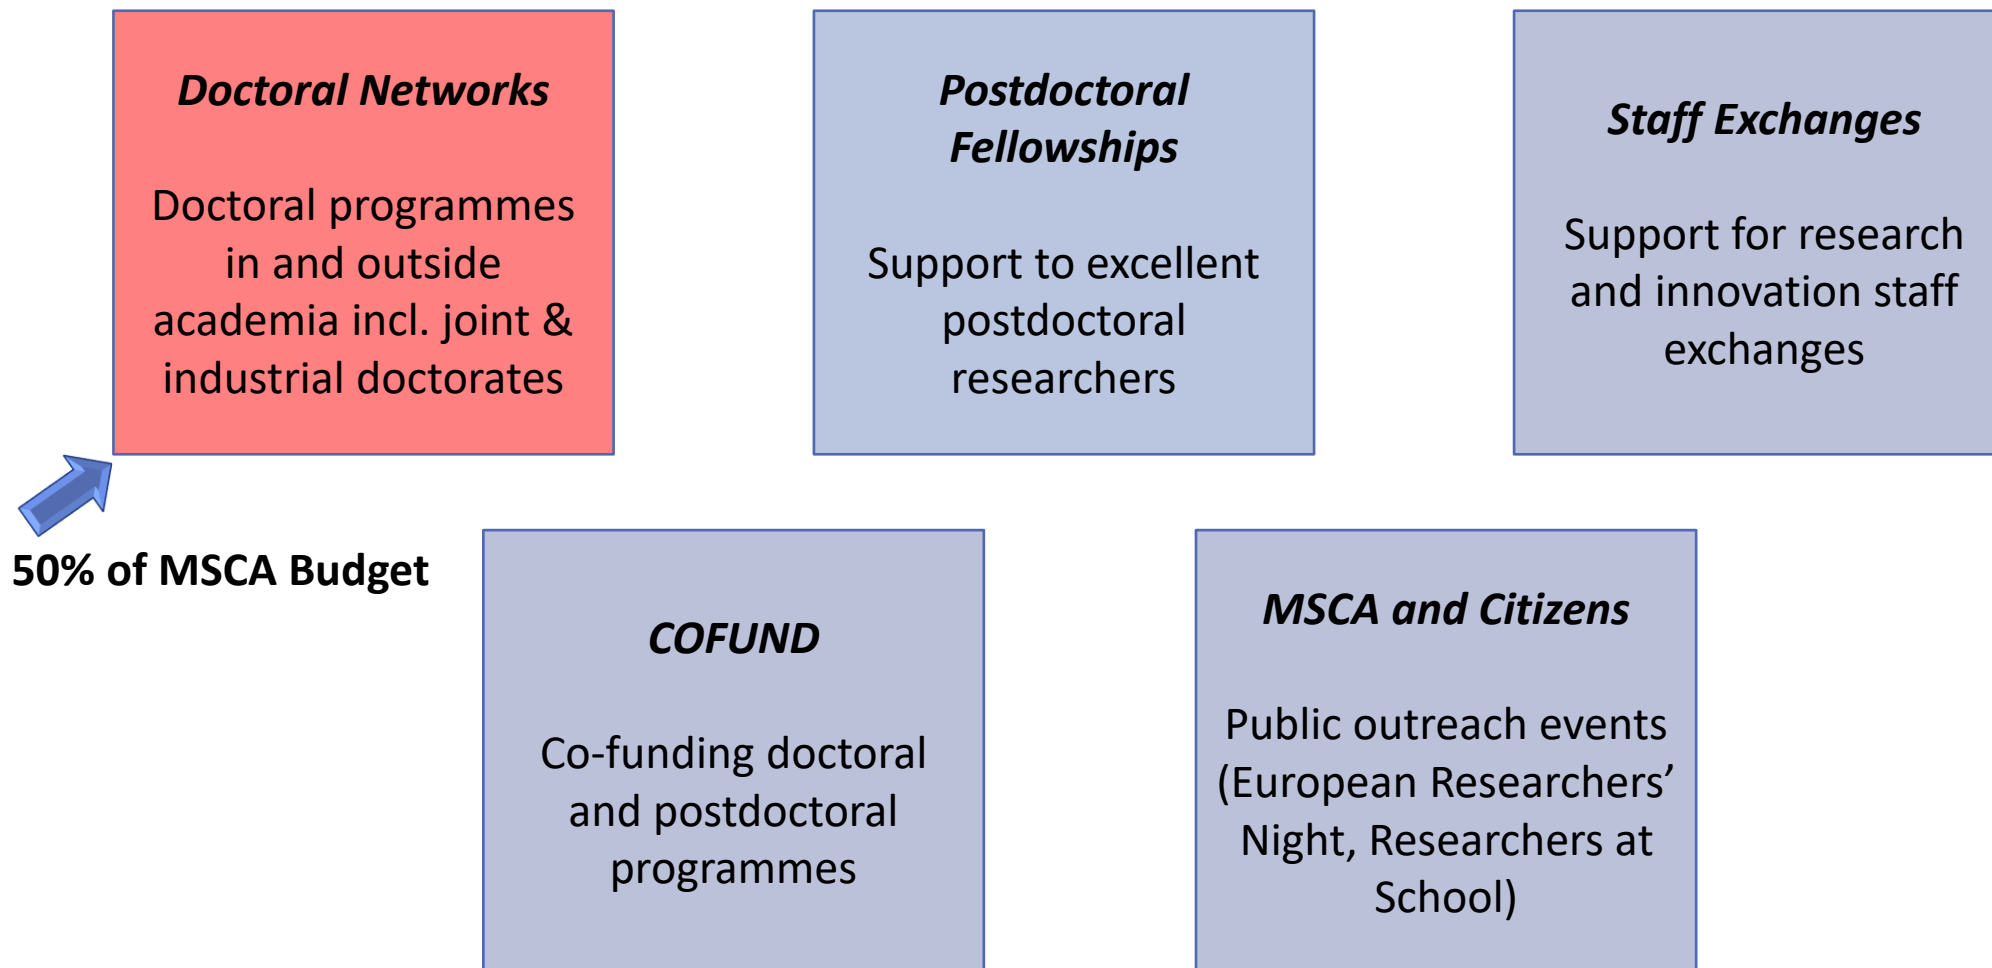 Doctoral Networks
Doctoral programmes
in and outside
academia incl. joint &
industrial doctorates
Postdoctoral
Fellowships
Support to excellent
postdoctoral
researchers
Staff Exchanges
Support for research
and innovation staff
exchanges
50% of MSCA Budget
COFUND
Co-funding doctoral
and postdoctoral
programmes
MSCA and Citizens
Public outreach events
(European Researchers’
Night, Researchers at
School)